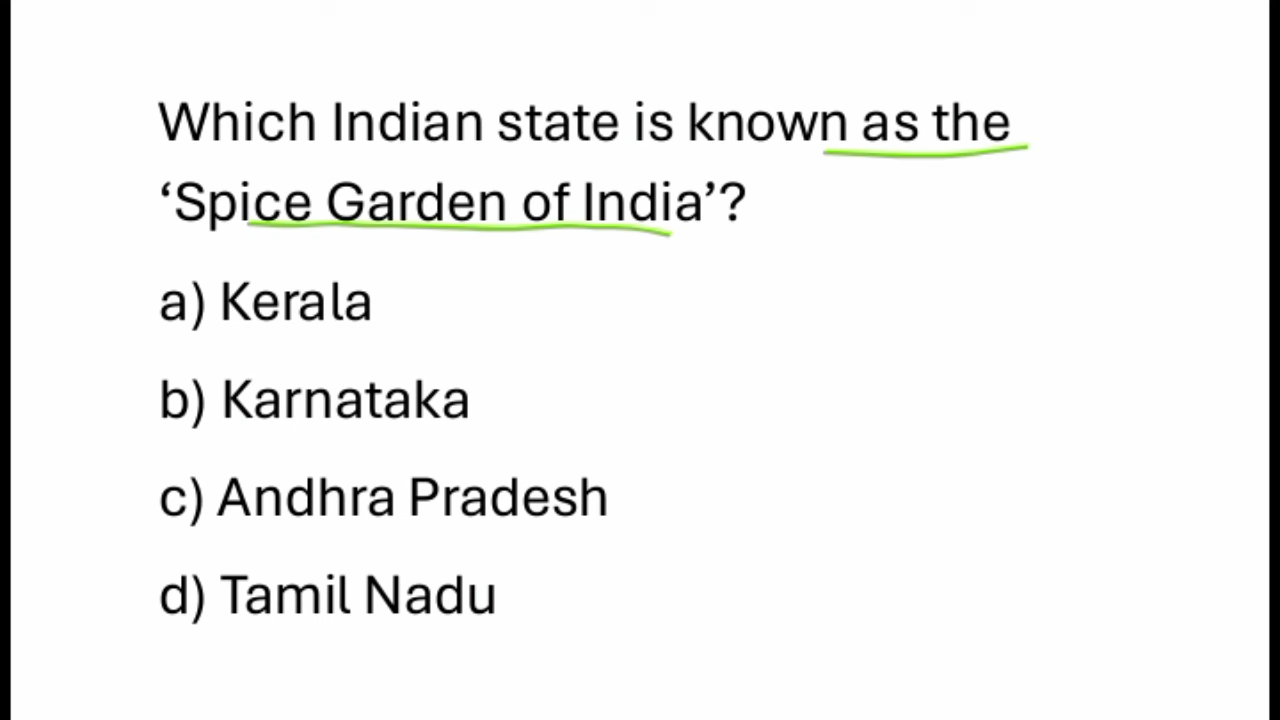 Which Indian state is known as the
‘Spice Garden of India’?
a) Kerala
b) Karnataka
c) Andhra Pradesh
d) Tamil Nadu